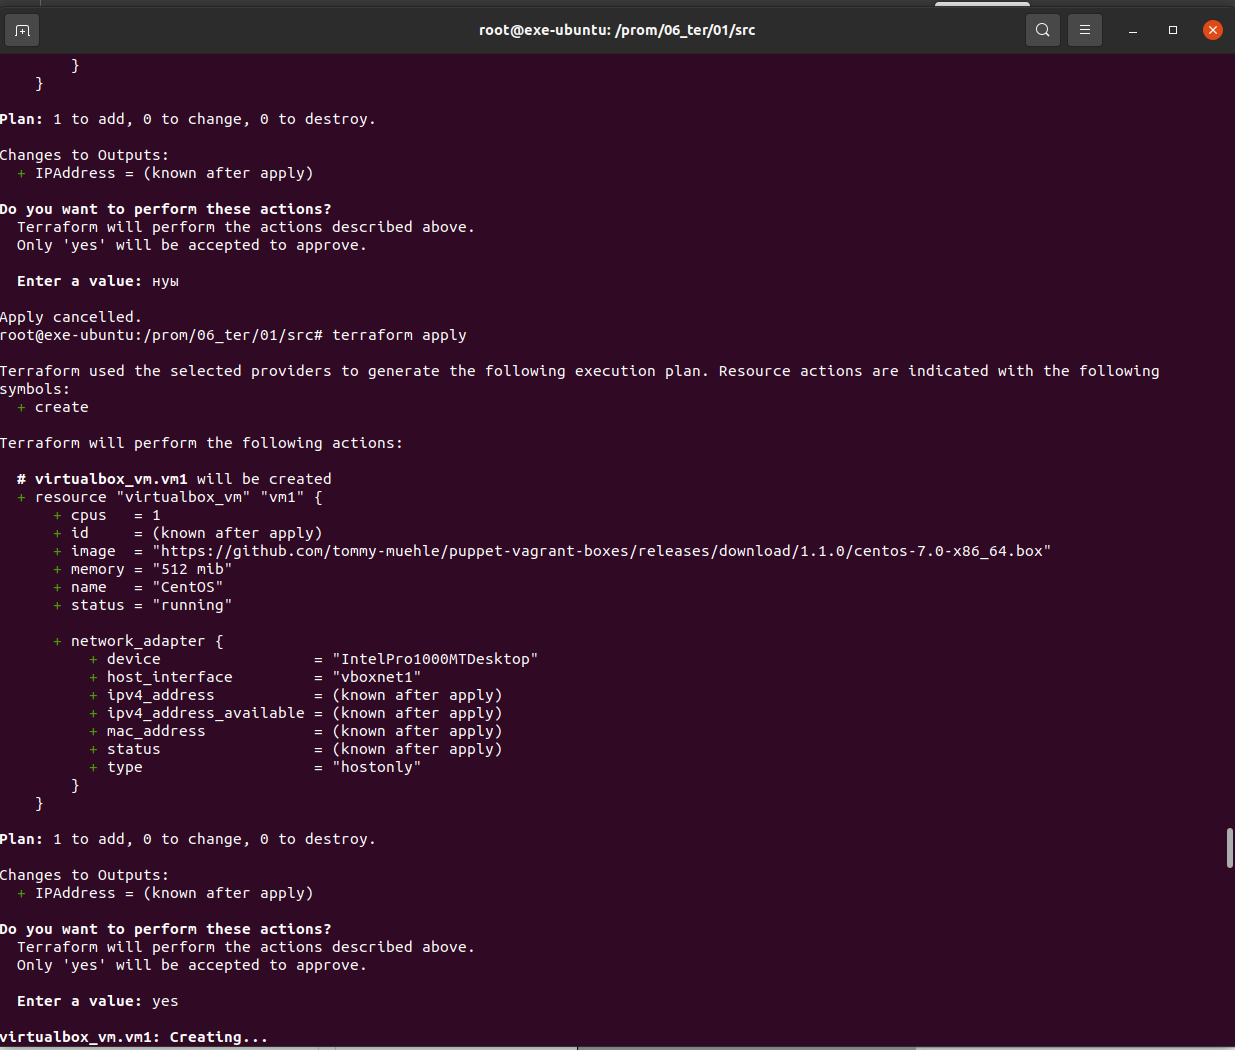 root@exe-ubuntu: /prom/06_ter/01/src
        }
    }
Plan: 1 to add, 0 to change, 0 to destroy.
Changes to Outputs:
  + IPAddress = (known after apply)
Do you want to perform these actions?
  Terraform will perform the actions described above.
  Only 'yes' will be accepted to approve.
  Enter a value: нуы
Apply cancelled.
root@exe-ubuntu:/prom/06_ter/01/src# terraform apply
Terraform used the selected providers to generate the following execution plan. Resource actions are indicated with the following
symbols:
  + create
Terraform will perform the following actions:
  # virtualbox_vm.vm1 will be created
  + resource "virtualbox_vm" "vm1" {
      + cpus   = 1
      + id     = (known after apply)
      + image  = "https://github.com/tommy-muehle/puppet-vagrant-boxes/releases/download/1.1.0/centos-7.0-x86_64.box"
      + memory = "512 mib"
      + name   = "CentOS"
      + status = "running"
      + network_adapter {
          + device                 = "IntelPro1000MTDesktop"
          + host_interface         = "vboxnet1"
          + ipv4_address           = (known after apply)
          + ipv4_address_available = (known after apply)
          + mac_address            = (known after apply)
          + status                 = (known after apply)
          + type                   = "hostonly"
        }
    }
Plan: 1 to add, 0 to change, 0 to destroy.
Changes to Outputs:
  + IPAddress = (known after apply)
Do you want to perform these actions?
  Terraform will perform the actions described above.
  Only 'yes' will be accepted to approve.
  Enter a value: yes
virtualbox_vm.vm1: Creating...